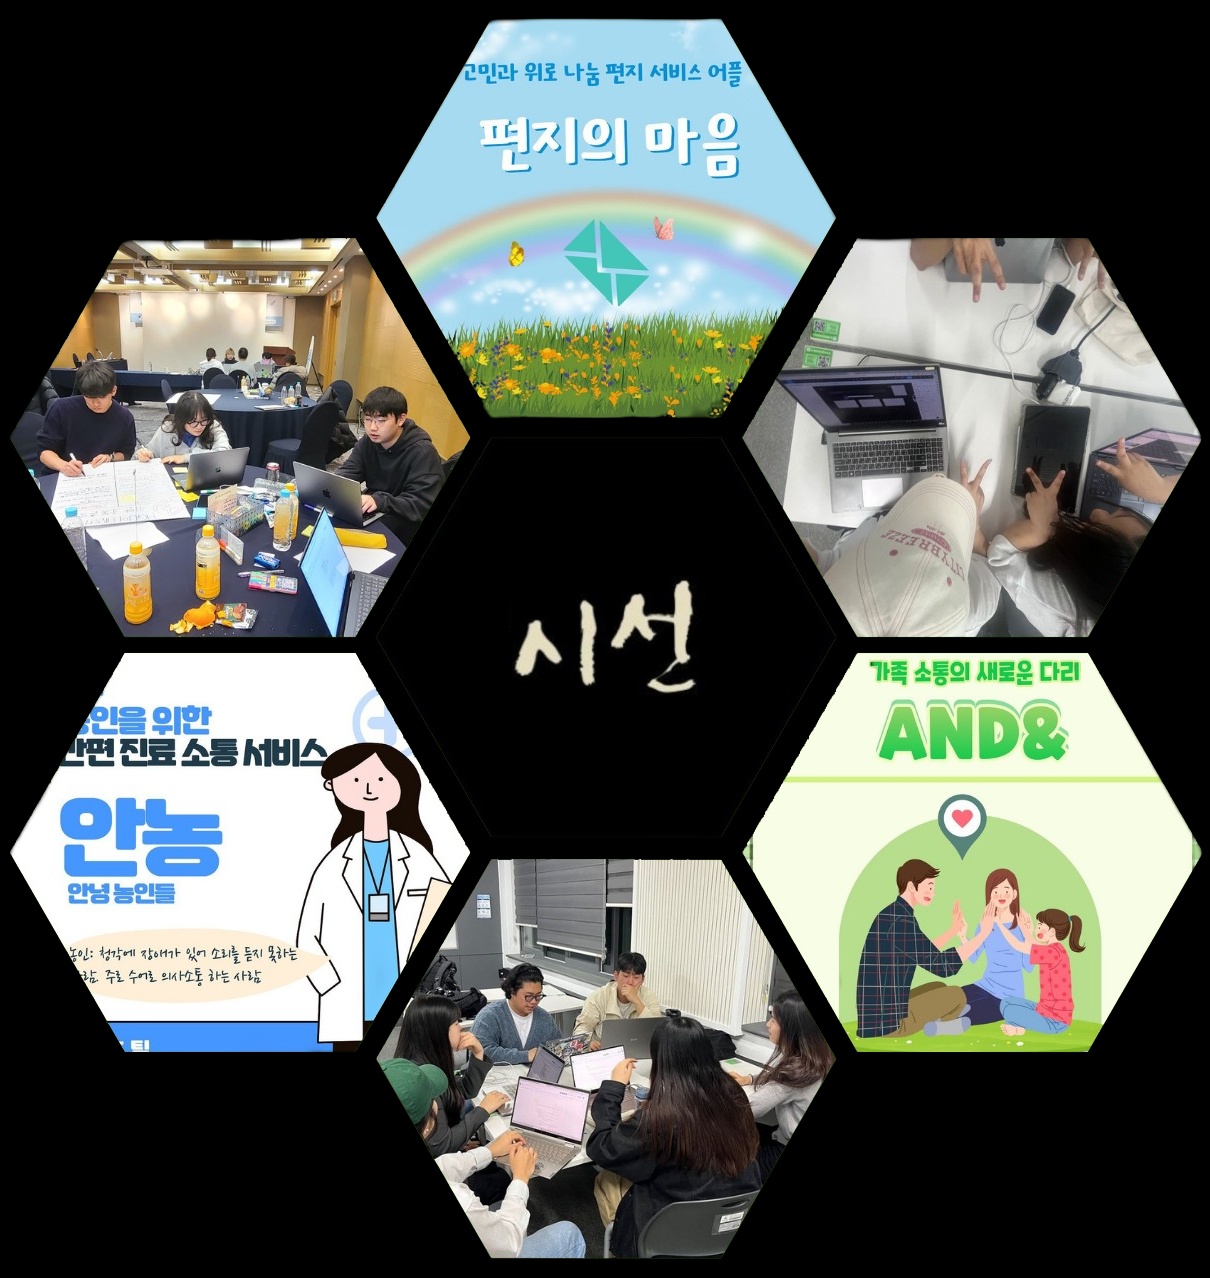 고민과 위로 나눔 편지 서비스 어플
편지의 마음
시선
농인을 위한
간편 진료 소통 서비스
안농
안녕 농인들
농인: 청각에 장애가 있어 소리를 듣지 못하는
사람. 주로 수어로 의사소통 하는 사람
팀
가족 소통의 새로운 다리
AND&